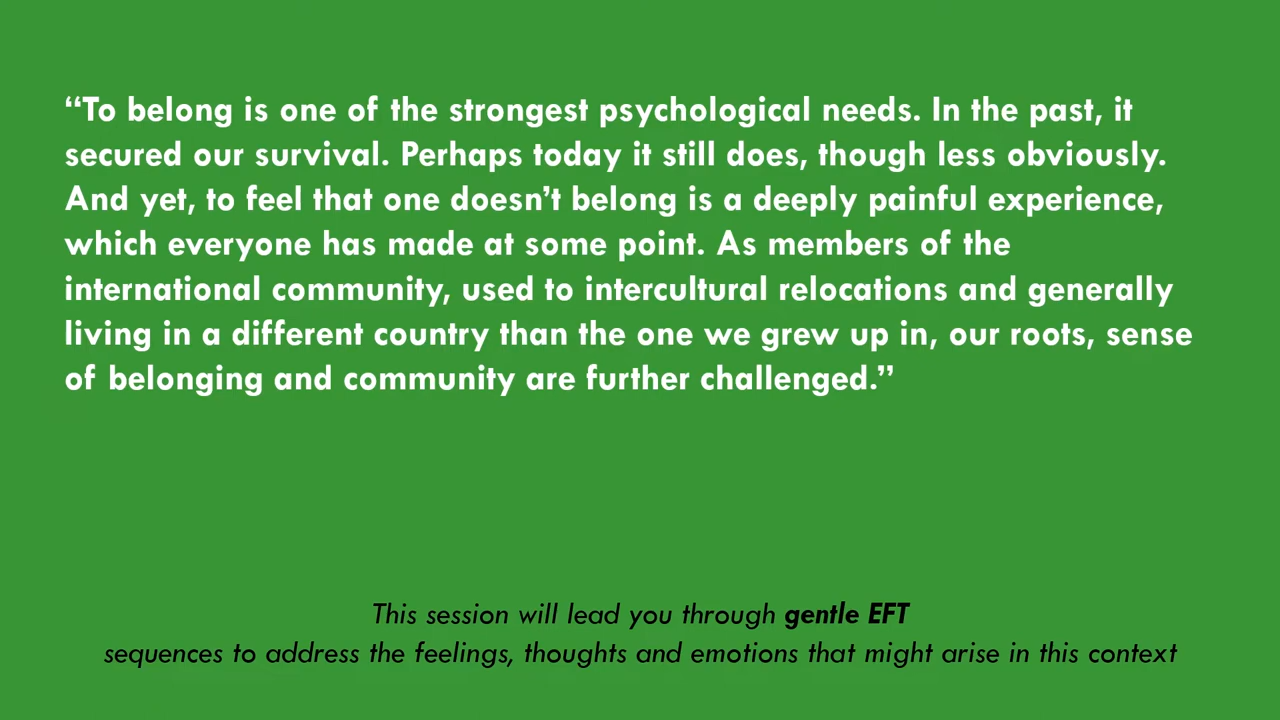 “To belong is one of the strongest psychological needs. In the past, it
secured our survival. Perhaps today it still does, though less obviously.
And yet, to feel that one doesn’t belong is a deeply painful experience,
which everyone has made at some point. As members of the
international community, used to intercultural relocations and generally
living in a different country than the one we grew up in, our roots, sense
of belonging and community are further challenged.”
This session will lead you through gentle EFT
sequences to address the feelings, thoughts and emotions that might arise in this context